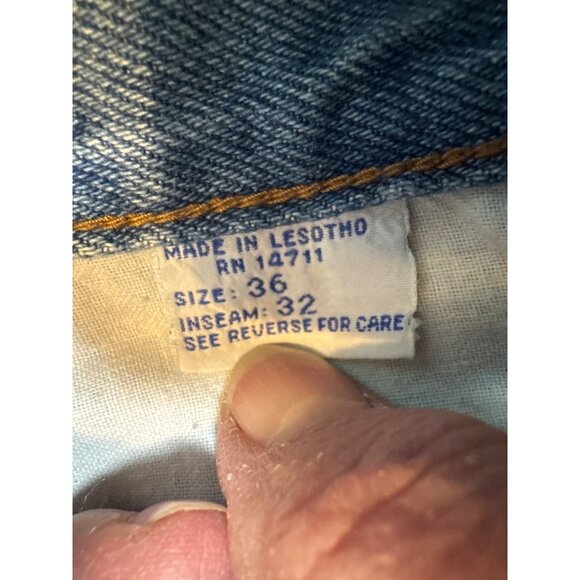 MADE IN LESOTHO
RN 14711
SIZE: 36
INSEAM: 32
SEE REVERSE FOR CARE